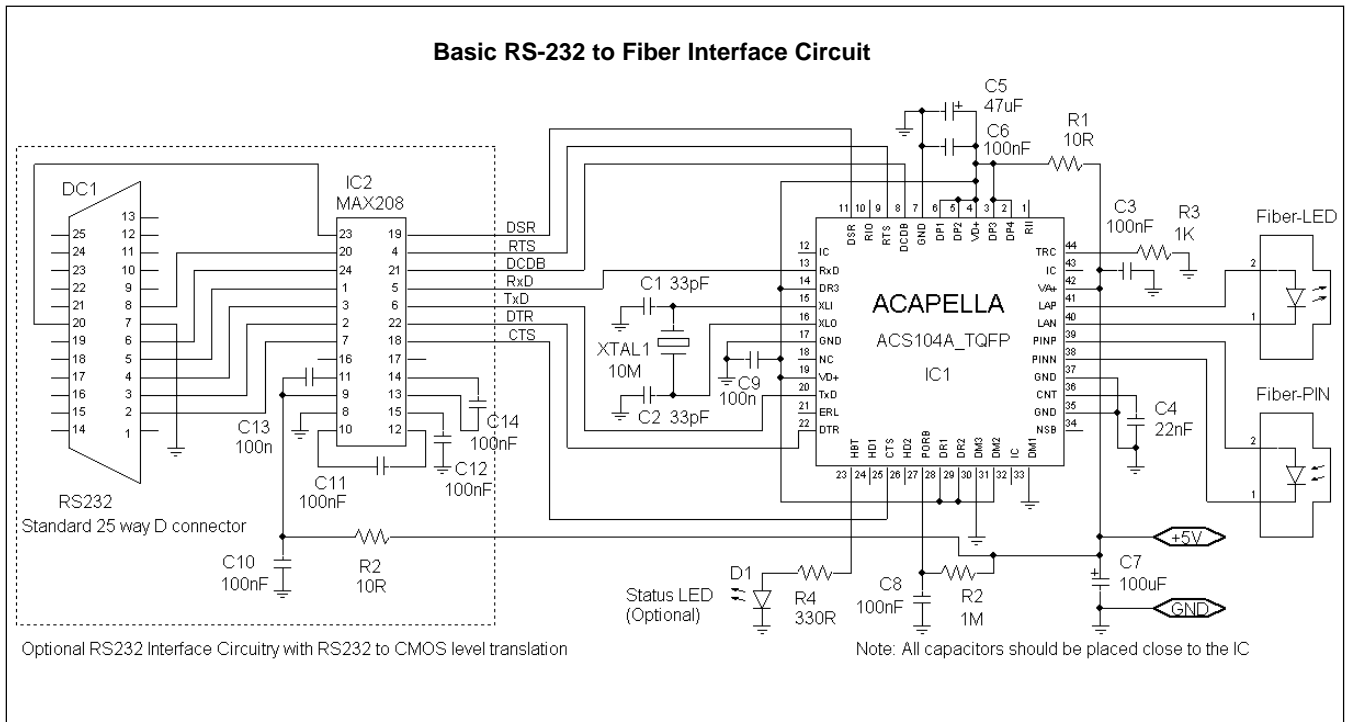 Basic RS-232 to Fiber Interface Circuit
DC1
13
25
12
24
11
23
10
22
9
21
8
20
7
19
6
18
5
17
4
16
3
15
2
14
1
RS232
Standard 25 way D connector
IC2
MAX208
23
19
20
4
24
21
1
5
3
6
2
22
7
18
16
17
11
14
9
13
8
15
10
12
C13
100n
C14
100nF
C12
100nF
C11
100nF
C10
100nF
R2
10R
DSR
RTS
DCDB
RxD
TxD
DTR
CTS
C1 33pF
XTAL1
10M
C2 33pF
C9
100n
C5
47uF
C6
100nF
R1
10R
C3
100nF
R3
1K
11 10 9 8 7 6 5 4 3 2 1
DSR RIO RTS DCDB GND DP1 DP2 VD+ DP3 DP4 RII
12 IC
13 RxD
14 DR3
15 XLI
16 XLO
17 GND
18 NC
19 VD+
20 TxD
21 ERL
22 DTR
ACAPELLA
ACS104A_TQFP
IC1
TRC 44
IC 43
VA+ 42
LAP 41
LAN 40
PINP 39
PINN 38
GND 37
CNT 36
GND 35
NSB 34
HBT HD1 CTS HD2 PORB DR1 DR2 DM3 DM2 IC DM1
23 24 25 26 27 28 29 30 31 32 33
Fiber-LED
2
1
Fiber-PIN
2
1
C4
22nF
+5V
C7
100uF
GND
D1
Status LED
(Optional)
R4
330R
C8
100nF
R2
1M
Optional RS232 Interface Circuitry with RS232 to CMOS level translation
Note: All capacitors should be placed close to the IC